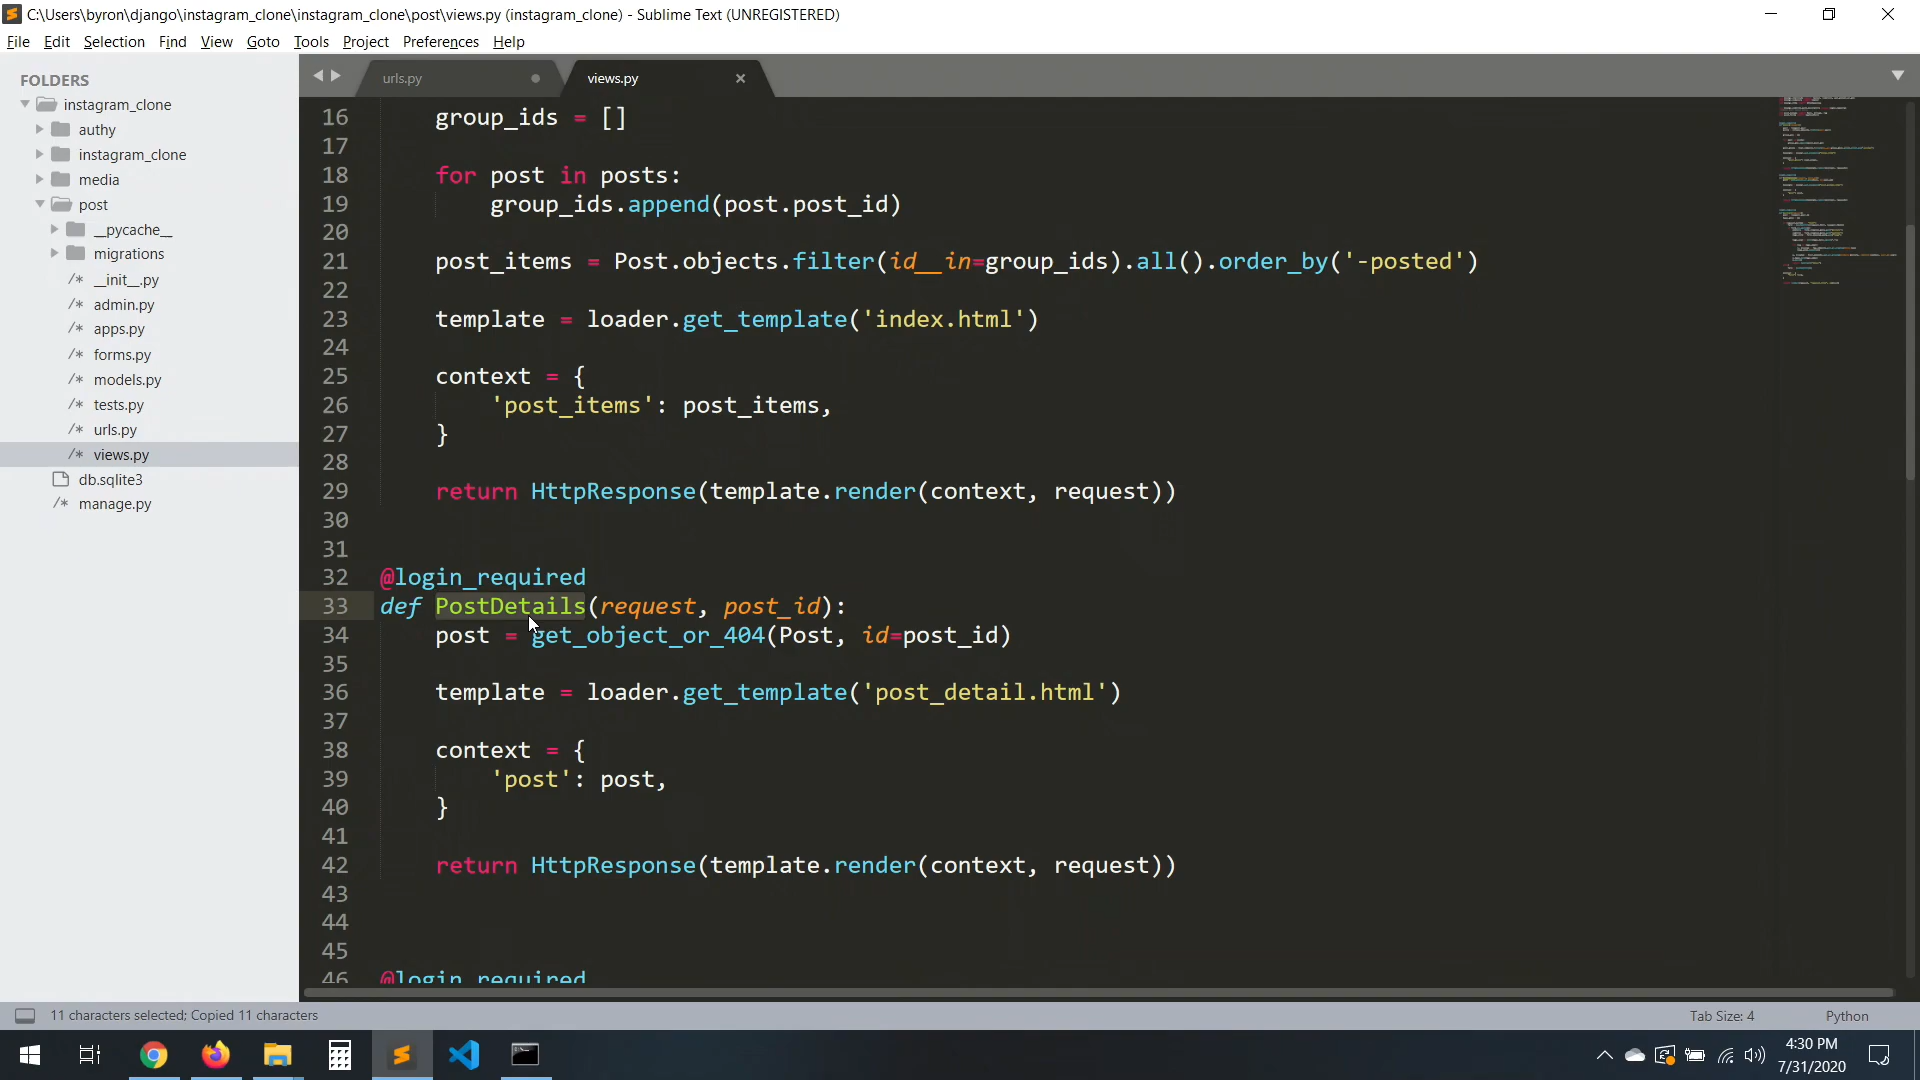 C:\Users\byron\django\instagram_clone\instagram_clone\post\views.py (instagram_clone) - Sublime Text (UNREGISTERED)
File Edit Selection Find View Goto Tools Project Preferences Help
FOLDERS
instagram_clone
authy
instagram_clone
media
post
__pycache__
migrations
/* __init__.py
/* admin.py
/* apps.py
/* forms.py
/* models.py
/* tests.py
/* urls.py
/* views.py
db.sqlite3
/* manage.py
urls.py views.py
16 group_ids = []
17
18 for post in posts:
19 group_ids.append(post.post_id)
20
21 post_items = Post.objects.filter(id__in=group_ids).all().order_by('-posted')
22
23 template = loader.get_template('index.html')
24
25 context = {
26 'post_items': post_items,
27 }
28
29 return HttpResponse(template.render(context, request))
30
31
32 @login_required
33 def PostDetails(request, post_id):
34 post = get_object_or_404(Post, id=post_id)
35
36 template = loader.get_template('post_detail.html')
37
38 context = {
39 'post': post,
40 }
41
42 return HttpResponse(template.render(context, request))
43
44
45
46 @login_required
11 characters selected; Copied 11 characters
Tab Size: 4 Python
4:30 PM
7/31/2020